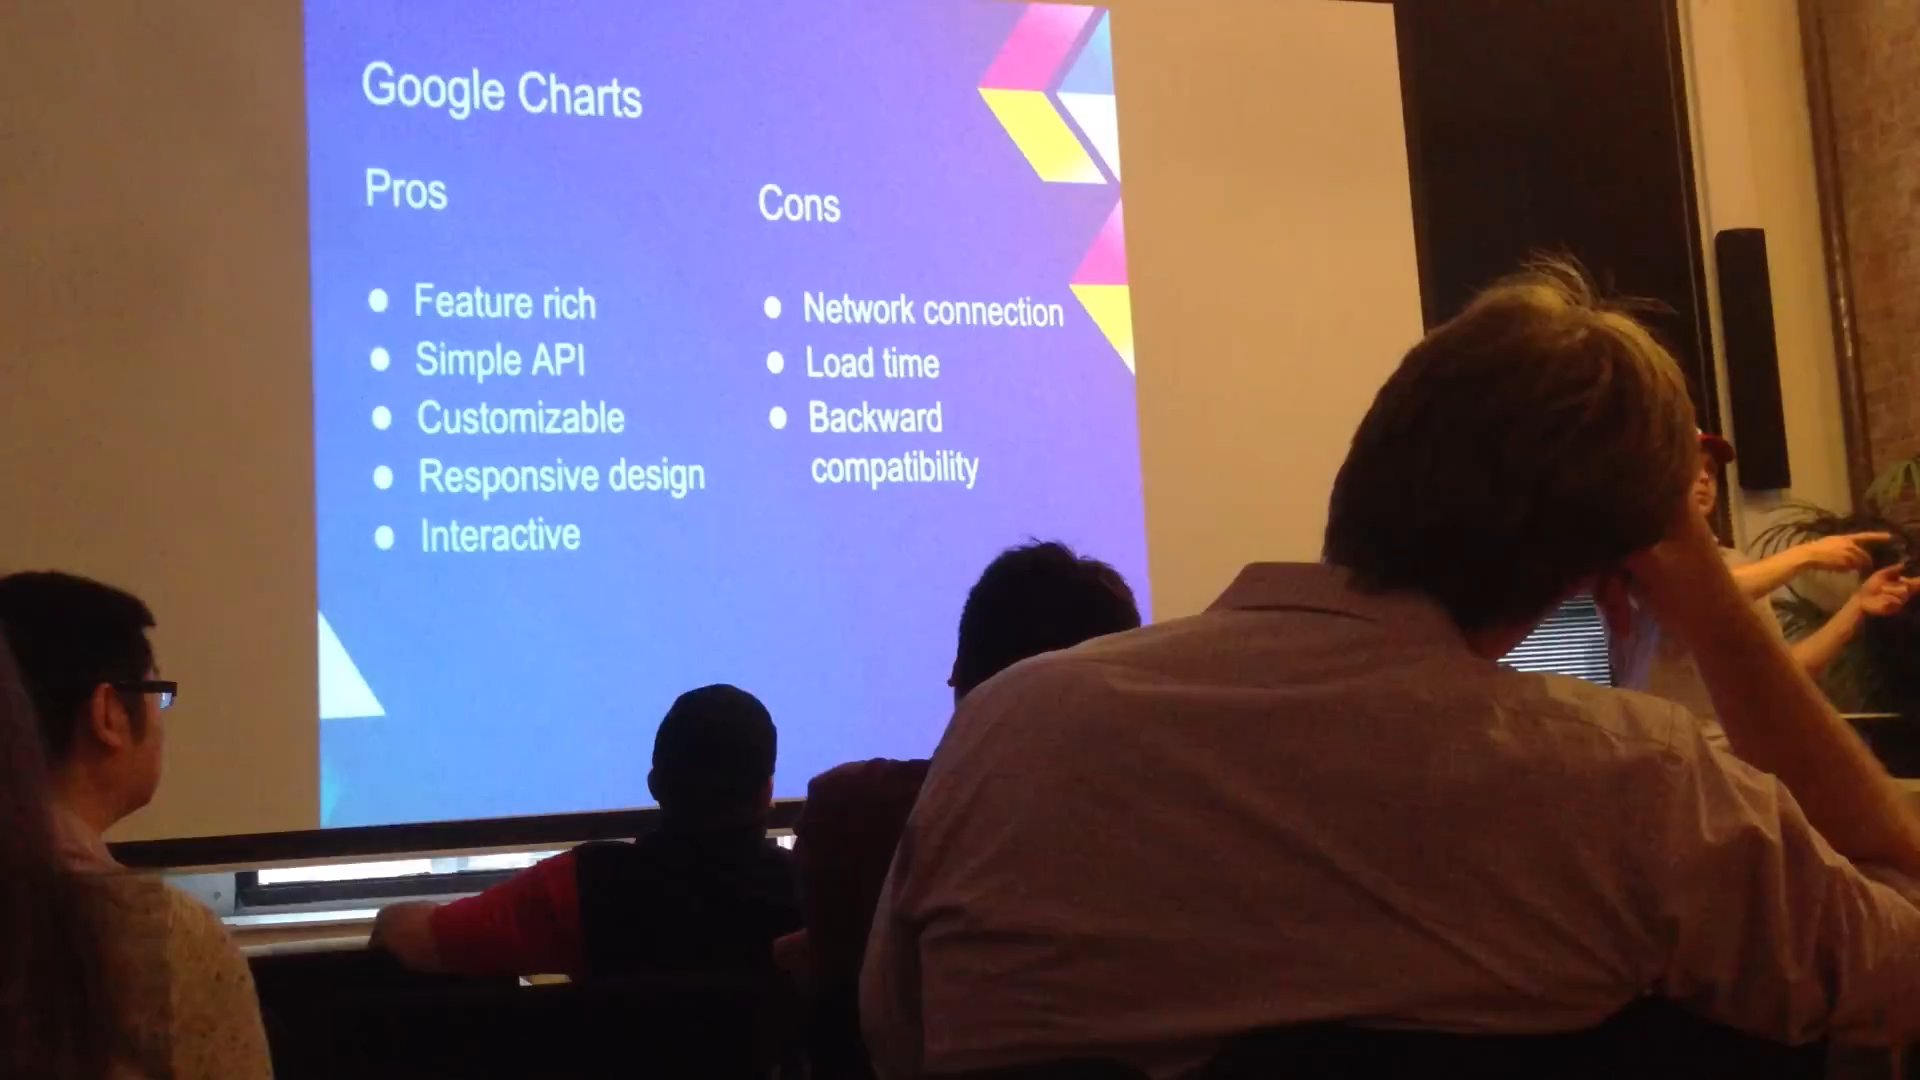 Google Charts
Pros
● Feature rich
● Simple API
● Customizable
● Responsive design
● Interactive
Cons
● Network connection
● Load time
● Backward
compatibility